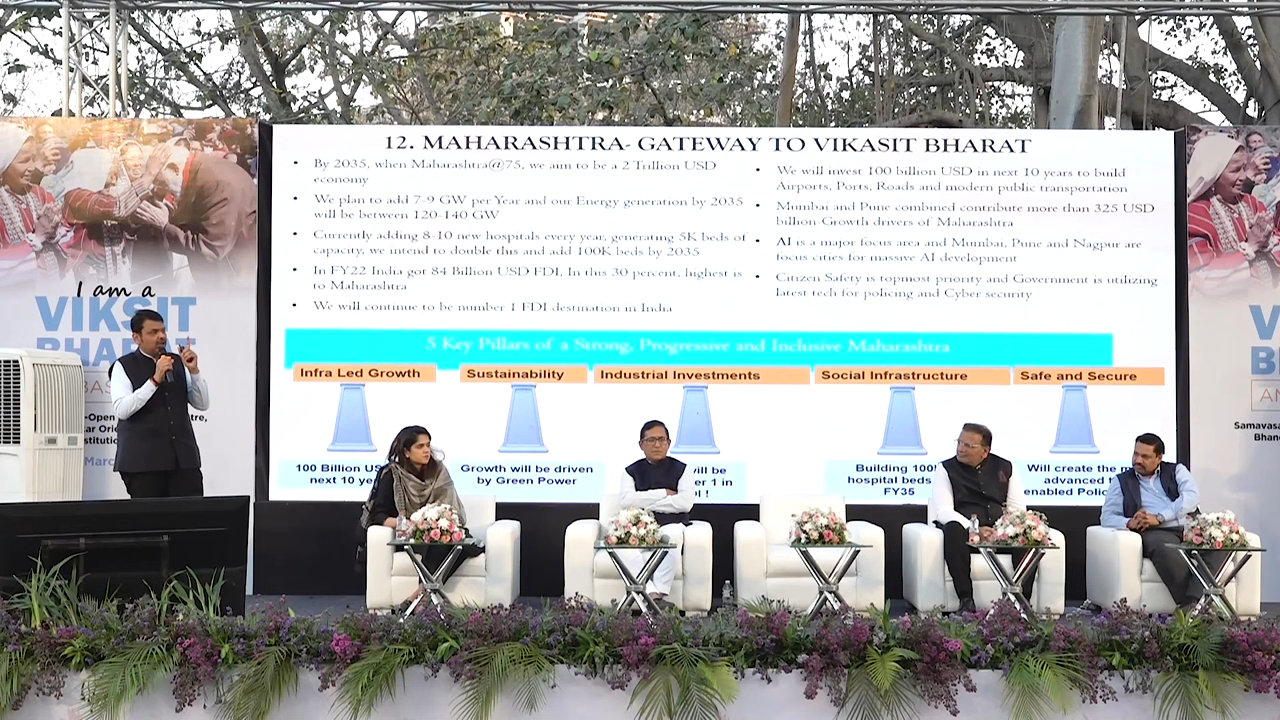 12. MAHARASHTRA- GATEWAY TO VIKASIT BHARAT
• By 2035, when Maharashtra@75, we aim to be a 2 Trillion USD
economy
• We plan to add 7-9 GW per Year and our Energy generation by 2035
will be between 120-140 GW
• Currently adding 8-10 new hospitals every year, generating 5K beds of
capacity, we intend to double this and add 100K beds by 2035
• In FY22 India got 84 Billion USD FDI, In this 30 percent, highest is
to Maharashtra
• We will continue to be number 1 FDI destination in India
• We will invest 100 billion USD in next 10 years to build
Airports, Ports, Roads and modern public transportation
• Mumbai and Pune combined contribute more than 325 USD
billion-Growth drivers of Maharashtra
• AI is a major focus area and Mumbai, Pune and Nagpur are
focus cities for massive AI development
• Citizen Safety is topmost priority and Government is utilizing
latest tech for policing and Cyber security
5 Key Pillars of a Strong, Progressive and Inclusive Maharashtra
Infra Led Growth
Sustainability
Industrial Investments
Social Infrastructure
Safe and Secure
100 Billion
next 10
Growth will be driven
by Green Power
1 in
!
Building
hospital beds
FY35
Will create the
advanced
enabled
I am a
VIKSIT
BHARAT
-Open
March
V
B
Samavasa